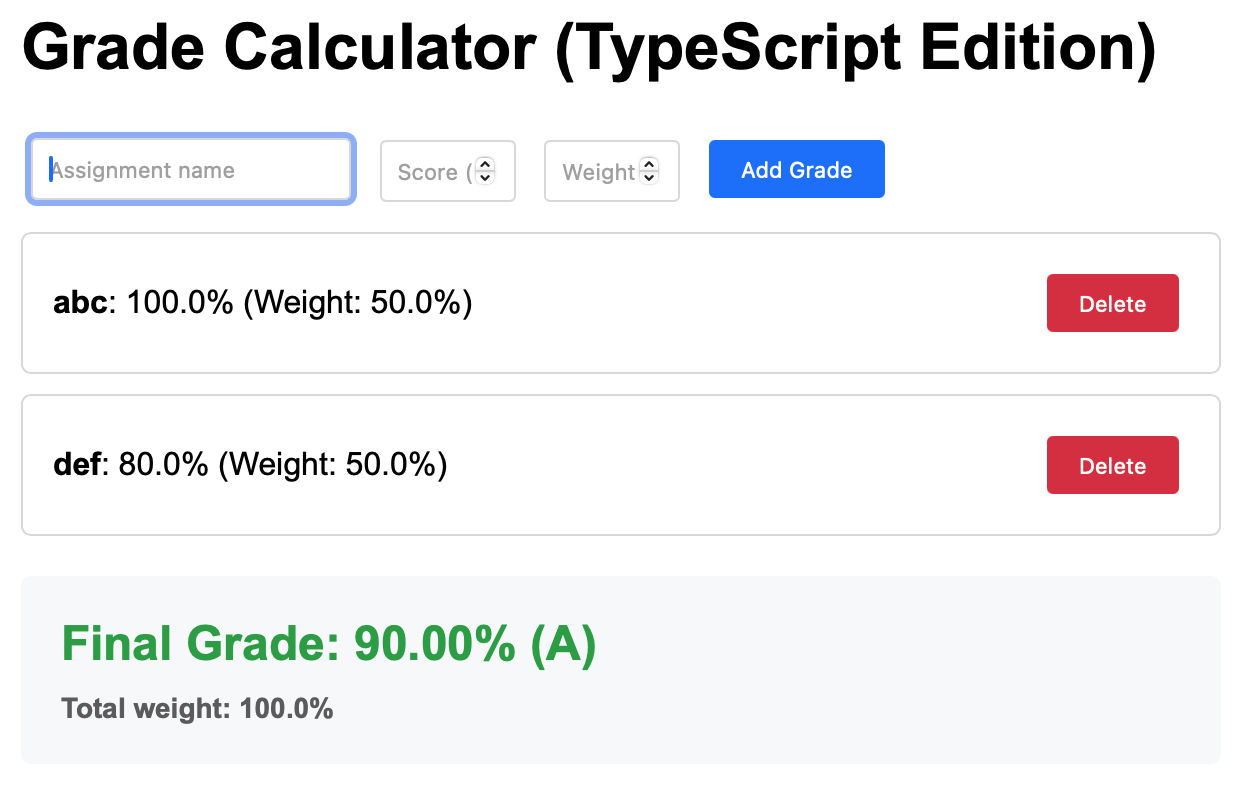 Grade Calculator (TypeScript Edition)
Assignment name Score ( Weight Add Grade
abc: 100.0% (Weight: 50.0%) Delete
def: 80.0% (Weight: 50.0%) Delete
Final Grade: 90.00% (A)
Total weight: 100.0%